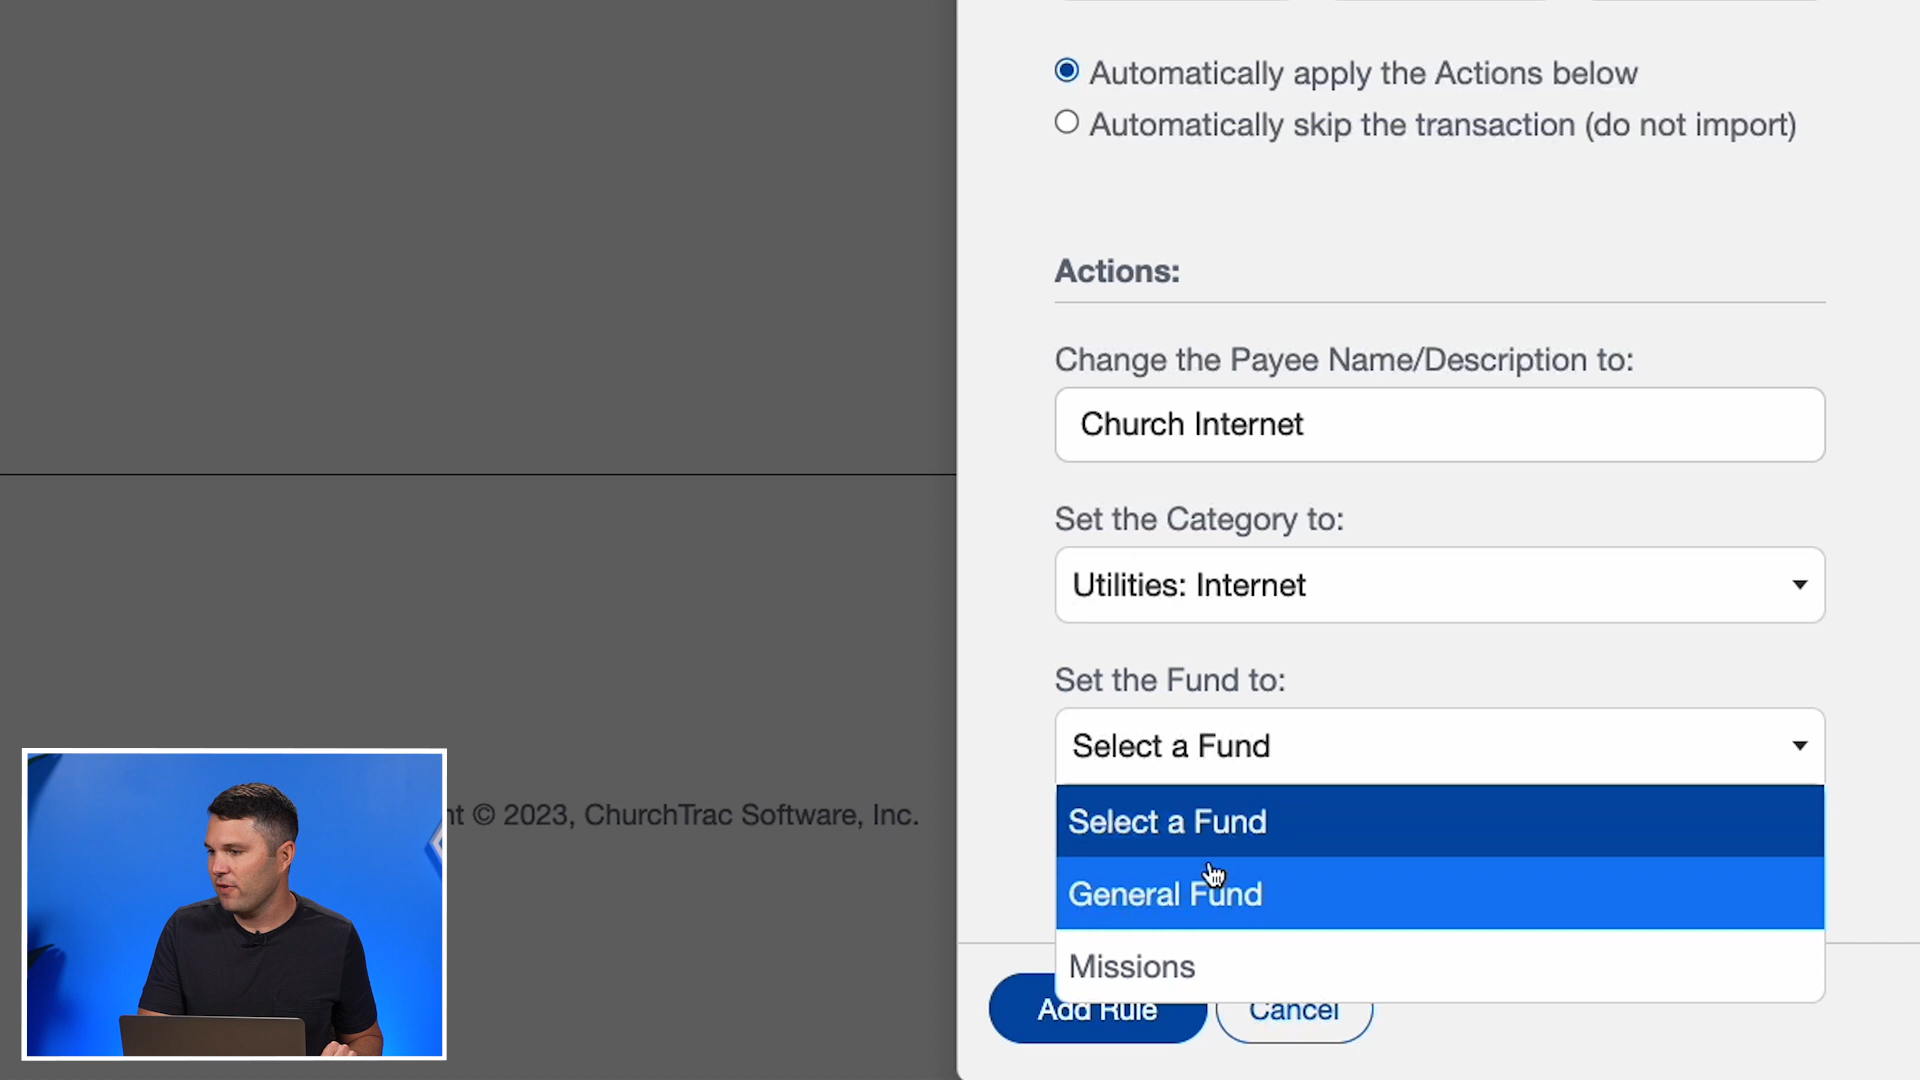 Automatically apply the Actions below
Automatically skip the transaction (do not import)
Actions:
Change the Payee Name/Description to:
Church Internet
Set the Category to:
Utilities: Internet
Set the Fund to:
Select a Fund
Select a Fund
General Fund
Missions
Add Rule Cancel
© 2023, ChurchTrac Software, Inc.